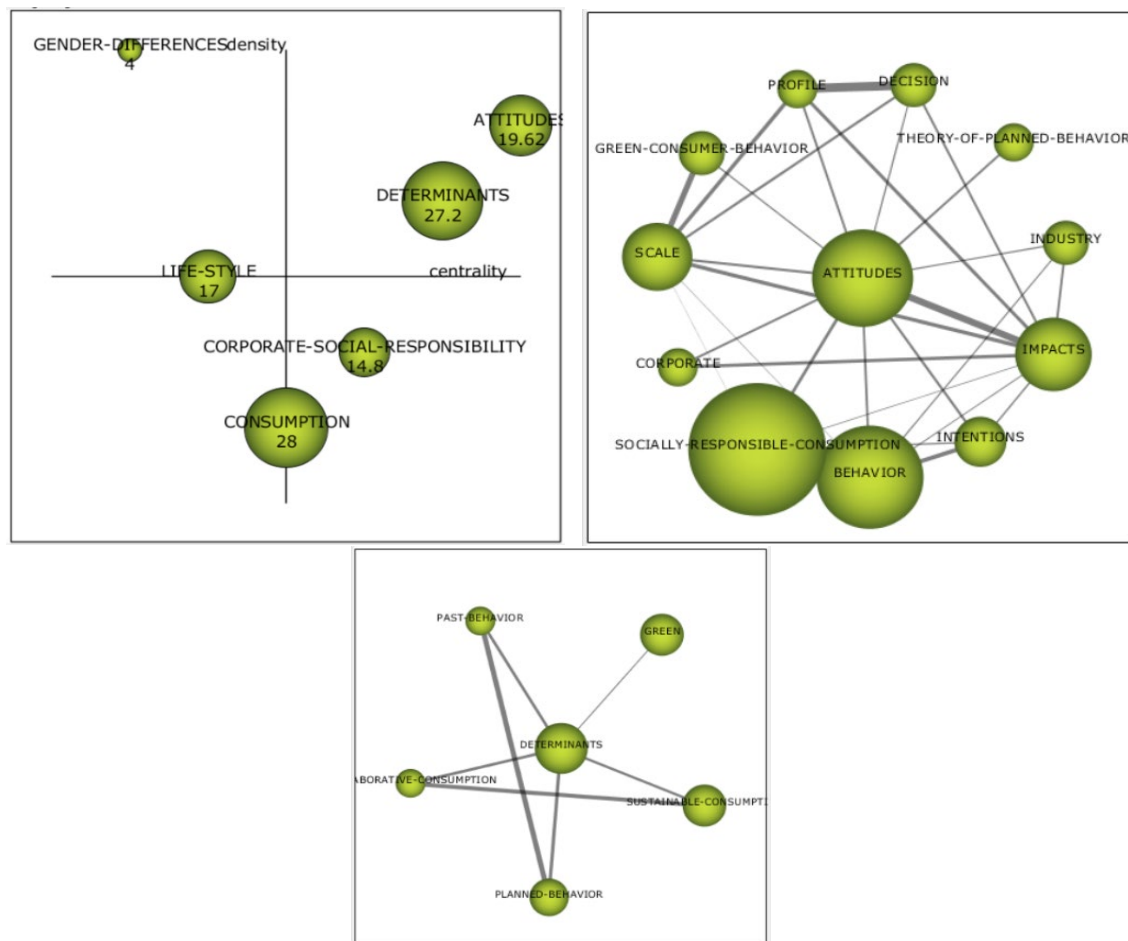 GENDER-DIFFERENCES
4
density
ATTITUDES
19.62
DETERMINANTS
27.2
LIFE-STYLE
17
centrality
CORPORATE-SOCIAL-RESPONSIBILITY
14.8
CONSUMPTION
28
PROFILE
DECISION
GREEN-CONSUMER-BEHAVIOR
THEORY-OF-PLANNED-BEHAVIOR
SCALE
INDUSTRY
ATTITUDES
IMPACTS
CORPORATE
SOCIALLY-RESPONSIBLE-CONSUMPTION
INTENTIONS
BEHAVIOR
PAST-BEHAVIOR
GREEN
DETERMINANTS
ABORATIVE-CONSUMPTION
SUSTAINABLE-CONSUMPTI
PLANNED-BEHAVIOR